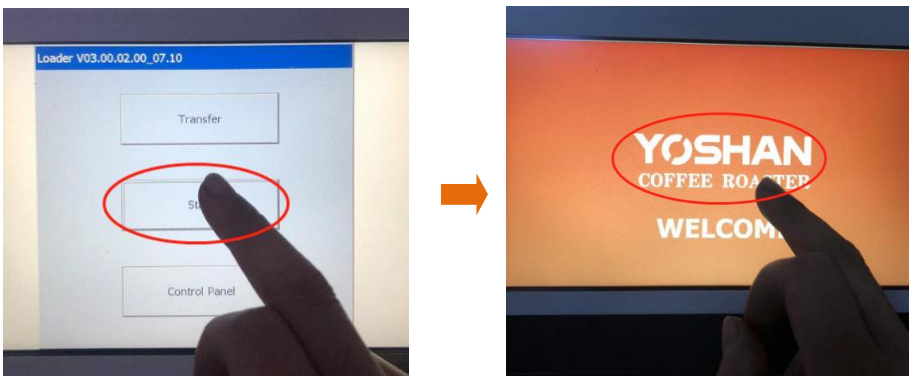 Loader V03.00.02.00_07.10
Transfer
Control Panel
YOSHAN
COFFEE ROASTER